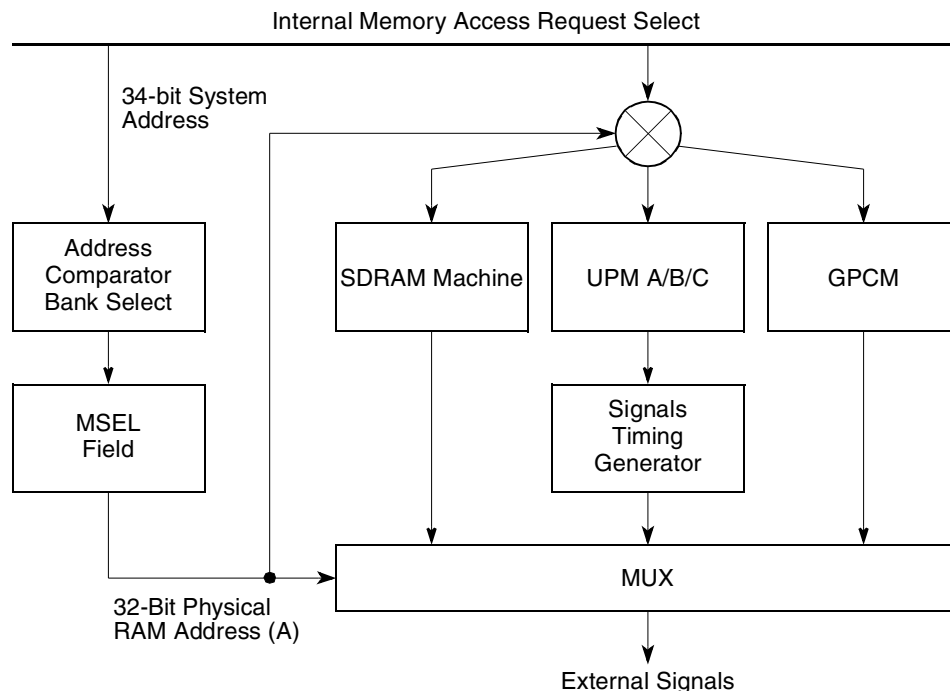 Internal Memory Access Request Select
34-bit System
Address
Address
Comparator
Bank Select
SDRAM Machine
UPM A/B/C
GPCM
MSEL
Field
Signals
Timing
Generator
MUX
32-Bit Physical
RAM Address (A)
External Signals